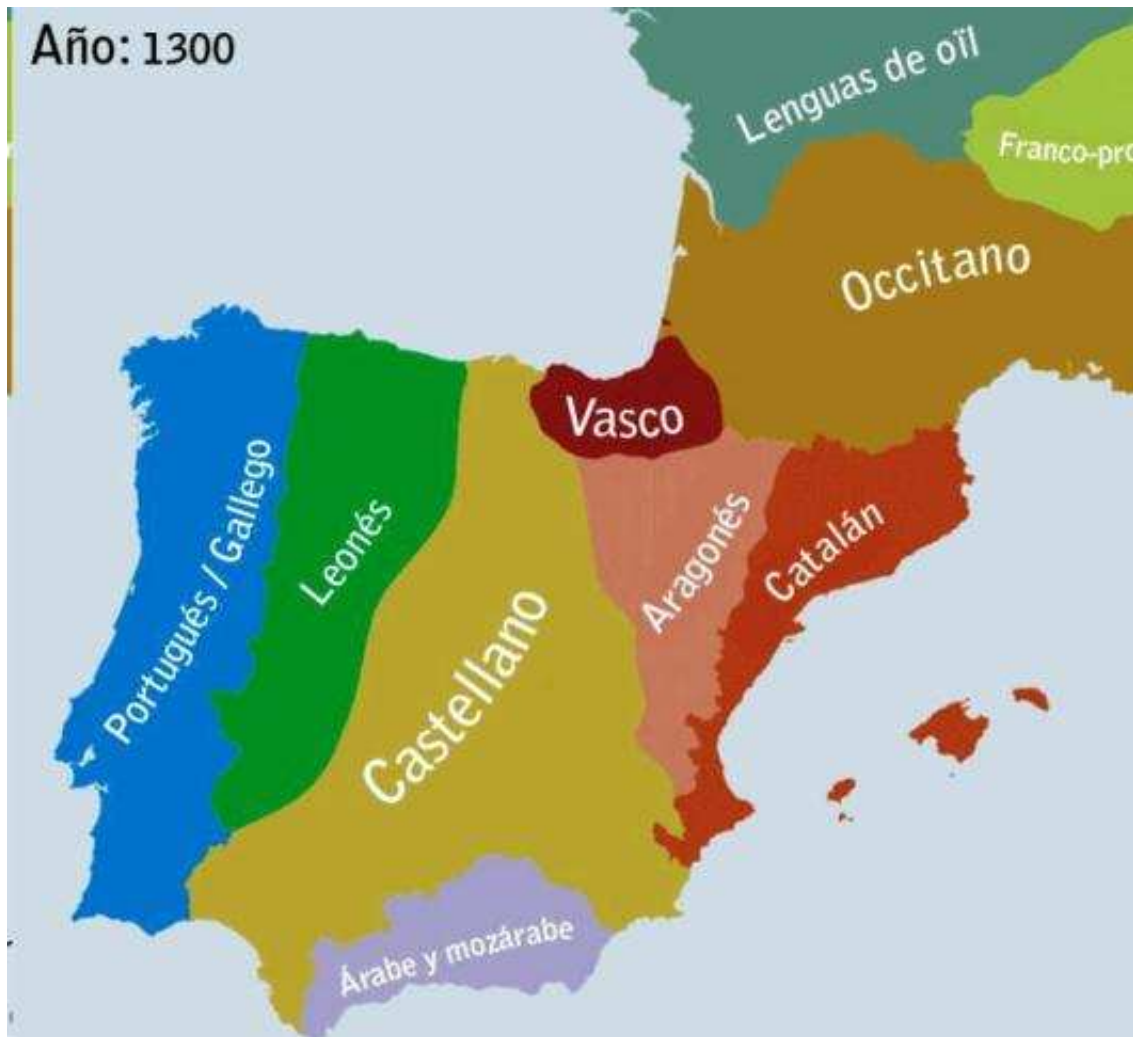 Año: 1300
Lenguas de oïl
Franco-pro
Occitano
Vasco
Portugués / Gallego
Leonés
Castellano
Aragonés
Catalán
Árabe y mozárabe